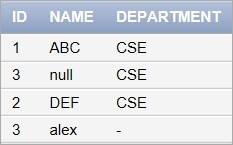 ID NAME DEPARTMENT
1 ABC CSE
3 null CSE
2 DEF CSE
3 alex -